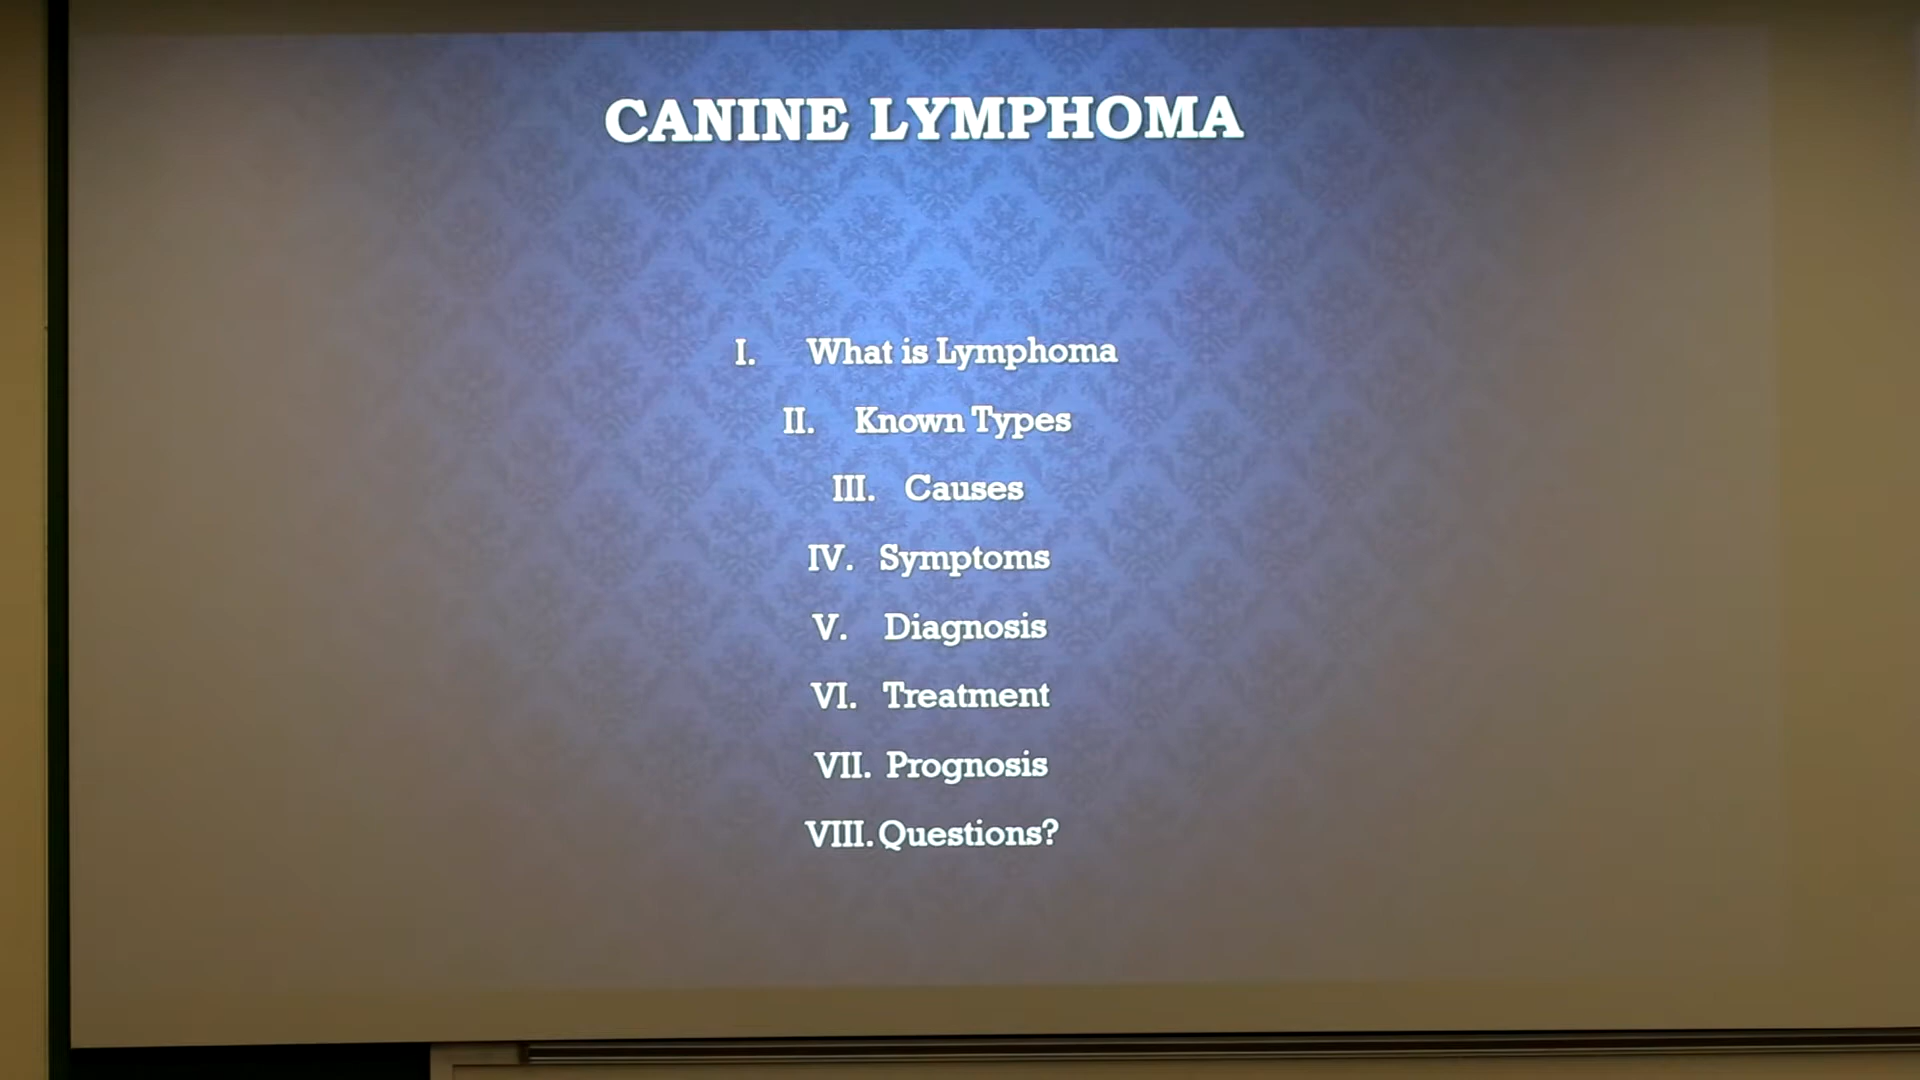 CANINE LYMPHOMA
I. What is Lymphoma
II. Known Types
III. Causes
IV. Symptoms
V. Diagnosis
VI. Treatment
VII. Prognosis
VIII. Questions?